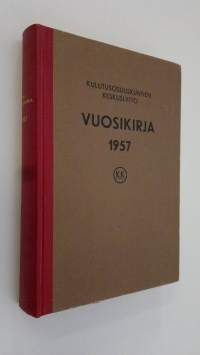 KULUTUSOSUUSKUNTIEN
KESKUSLIITTO
VUOSIKIRJA
1957
KK